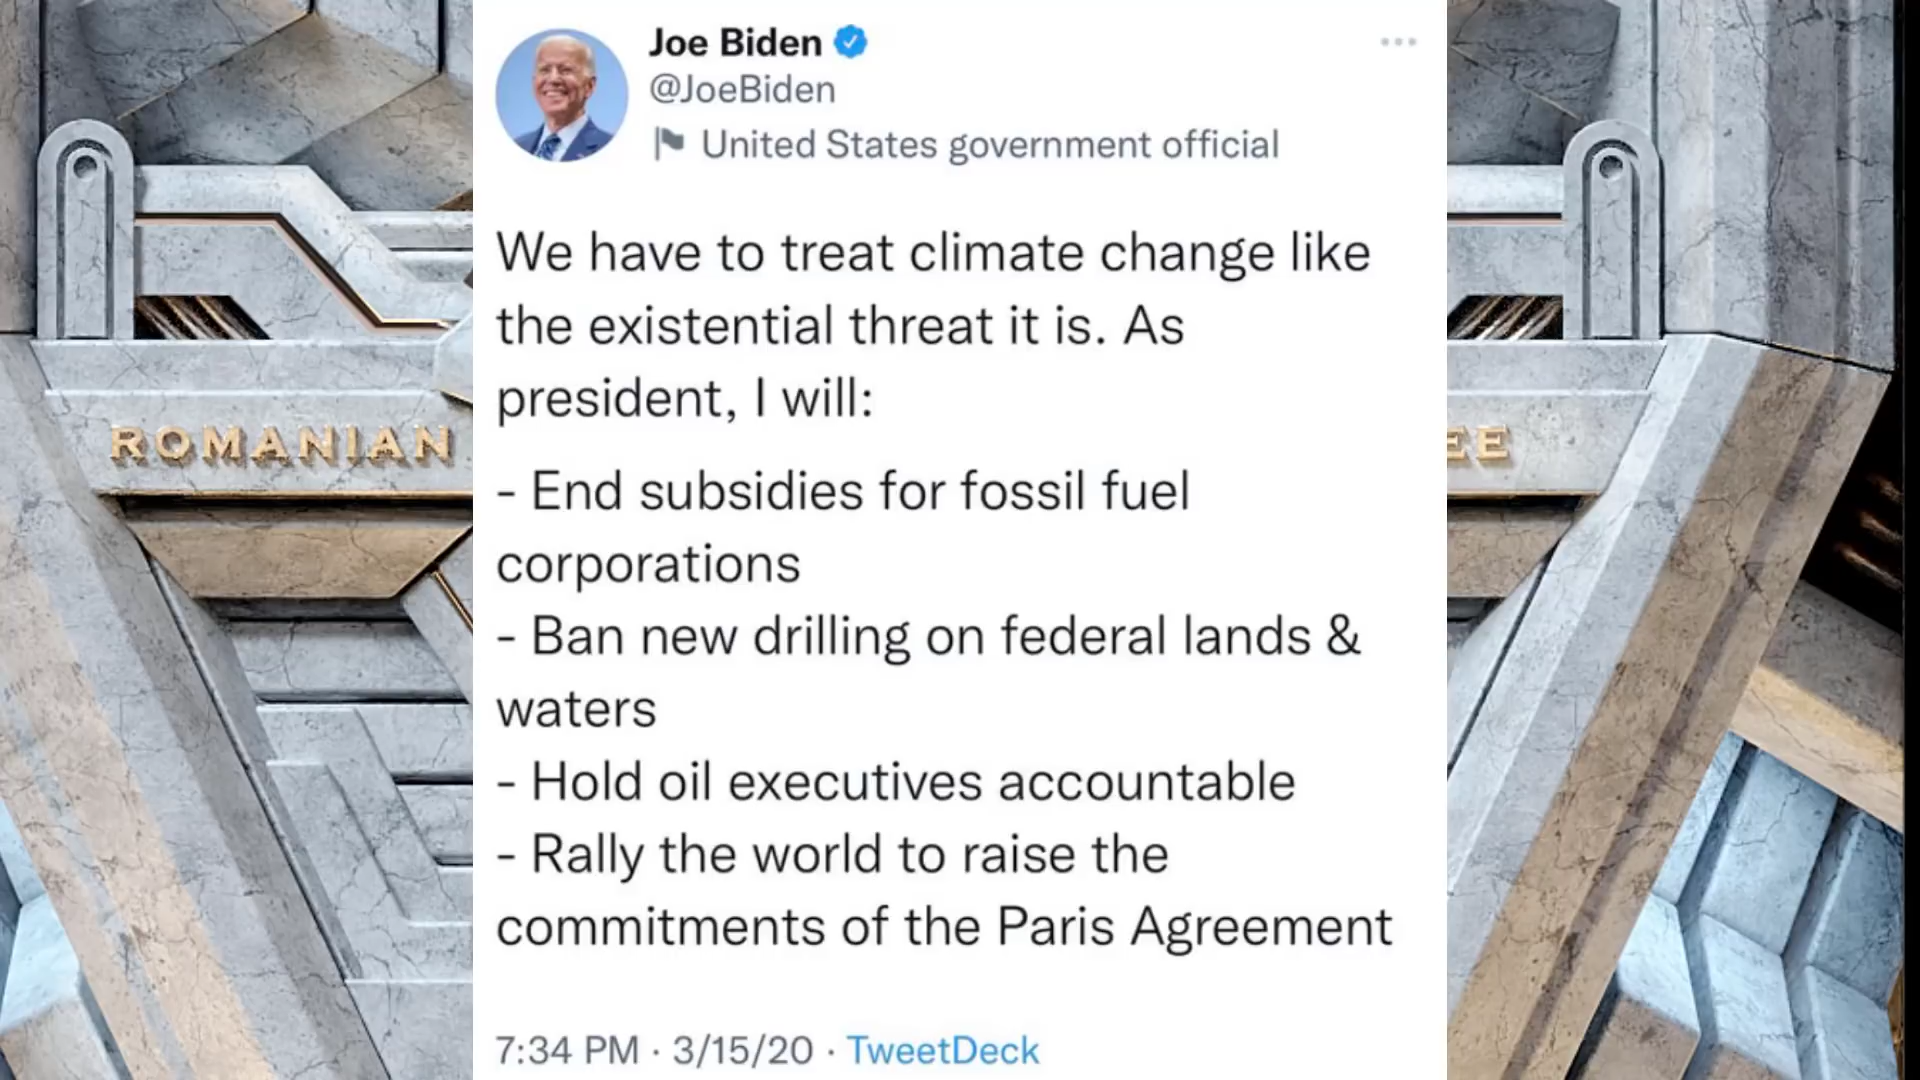 Joe Biden
@JoeBiden
United States government official
We have to treat climate change like
the existential threat it is. As
president, I will:
- End subsidies for fossil fuel
corporations
- Ban new drilling on federal lands &
waters
- Hold oil executives accountable
- Rally the world to raise the
commitments of the Paris Agreement
7:34 PM · 3/15/20 · TweetDeck
ROMANIAN
EE